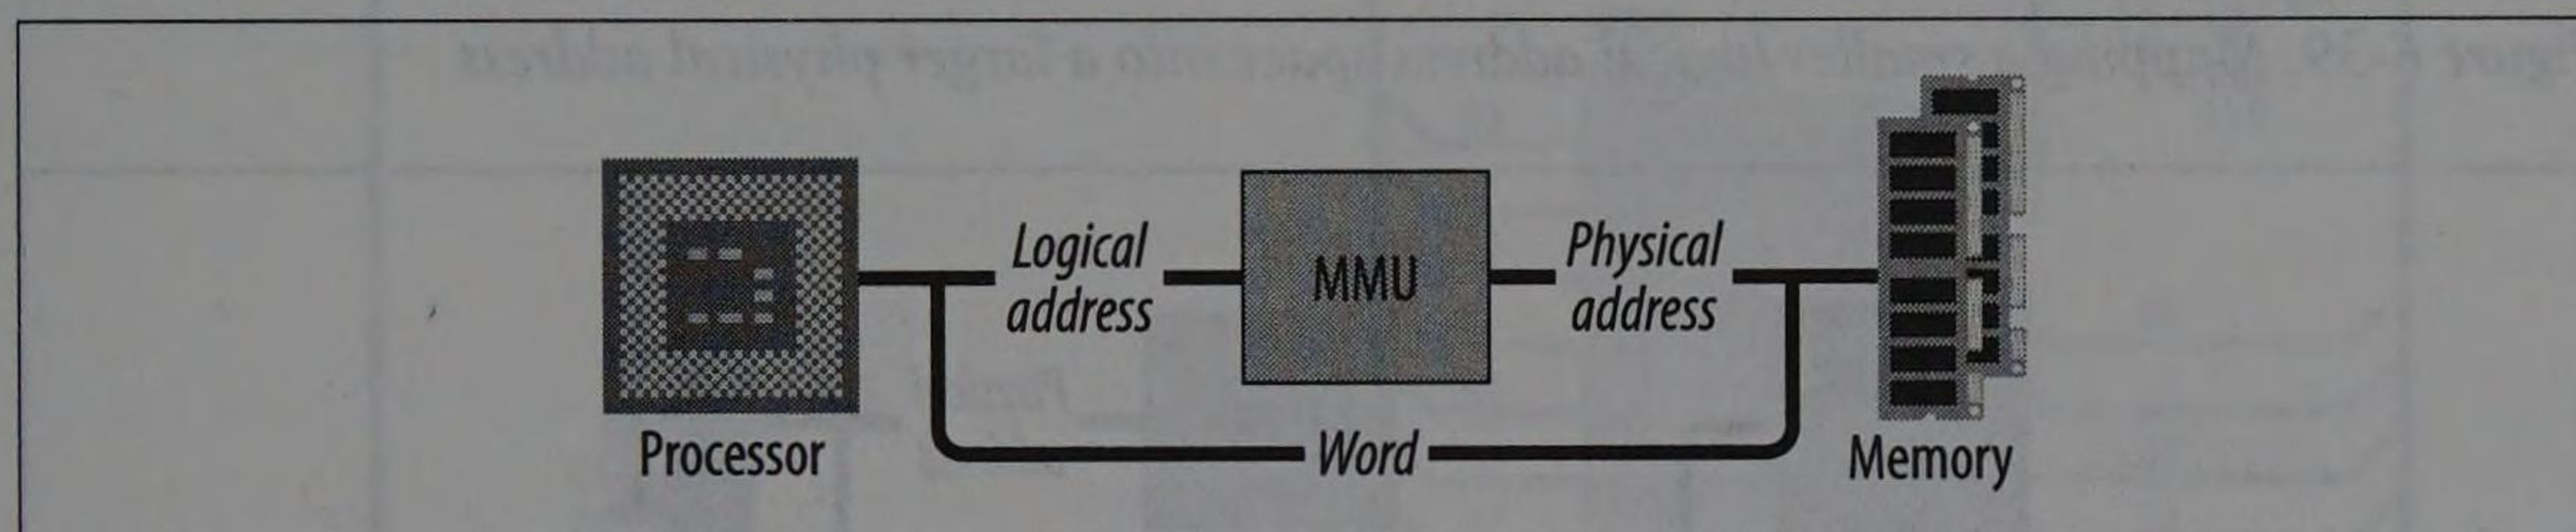 Logical
address
MMU
Physical
address
Processor
Word
Memory